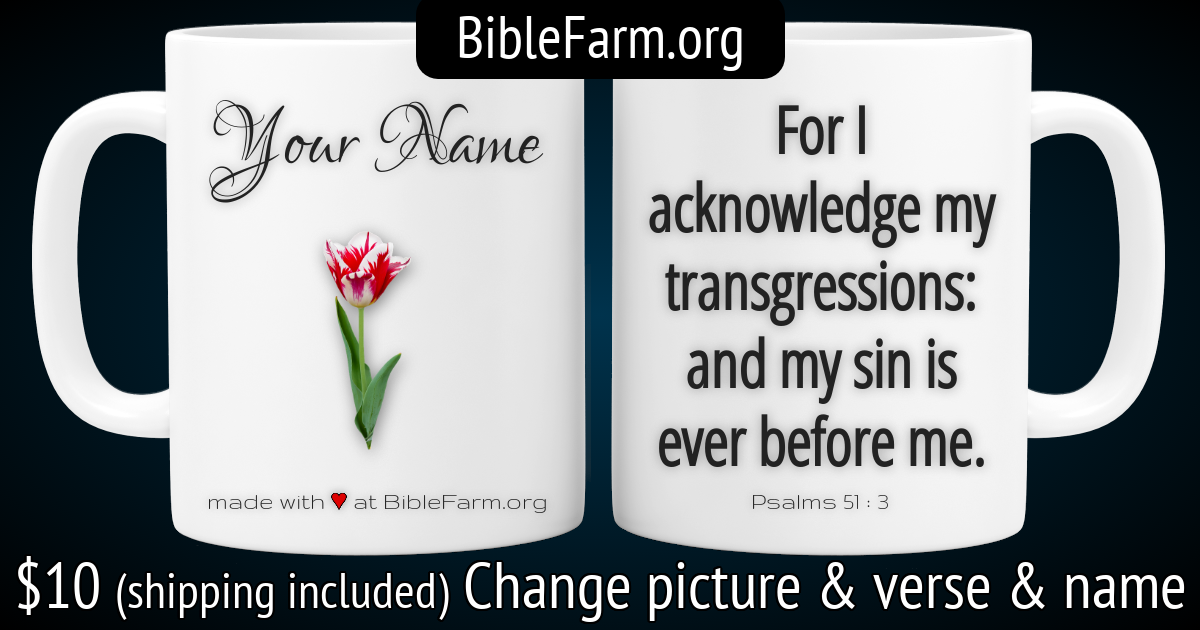 BibleFarm.org
Your Name
made with ♥ at BibleFarm.org
For I
acknowledge my
transgressions:
and my sin is
ever before me.
Psalms 51 : 3
$10 (shipping included) Change picture & verse & name